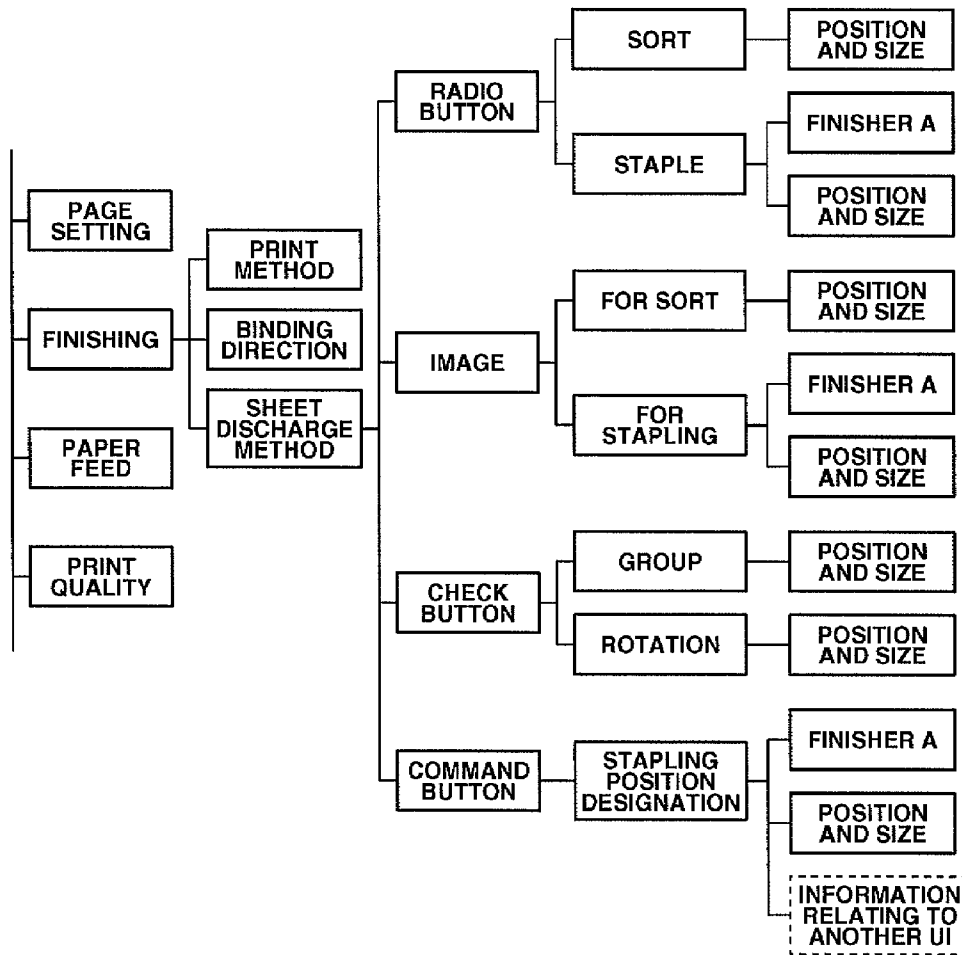 PAGE
SETTING
FINISHING
PAPER
FEED
PRINT
QUALITY
PRINT
METHOD
BINDING
DIRECTION
SHEET
DISCHARGE
METHOD
RADIO
BUTTON
IMAGE
CHECK
BUTTON
COMMAND
BUTTON
SORT
STAPLE
FOR SORT
FOR
STAPLING
GROUP
ROTATION
STAPLING
POSITION
DESIGNATION
POSITION
AND SIZE
FINISHER A
POSITION
AND SIZE
POSITION
AND SIZE
FINISHER A
POSITION
AND SIZE
POSITION
AND SIZE
POSITION
AND SIZE
FINISHER A
POSITION
AND SIZE
INFORMATION
RELATING TO
ANOTHER UI